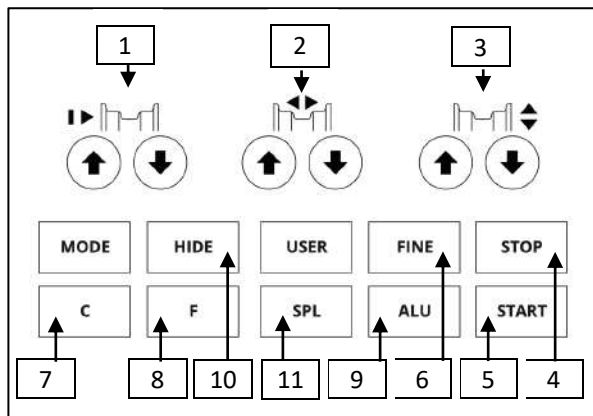 1 2 3
MODE HIDE USER FINE STOP
C F SPL ALU START
7 8 10 11 9 6 5 4